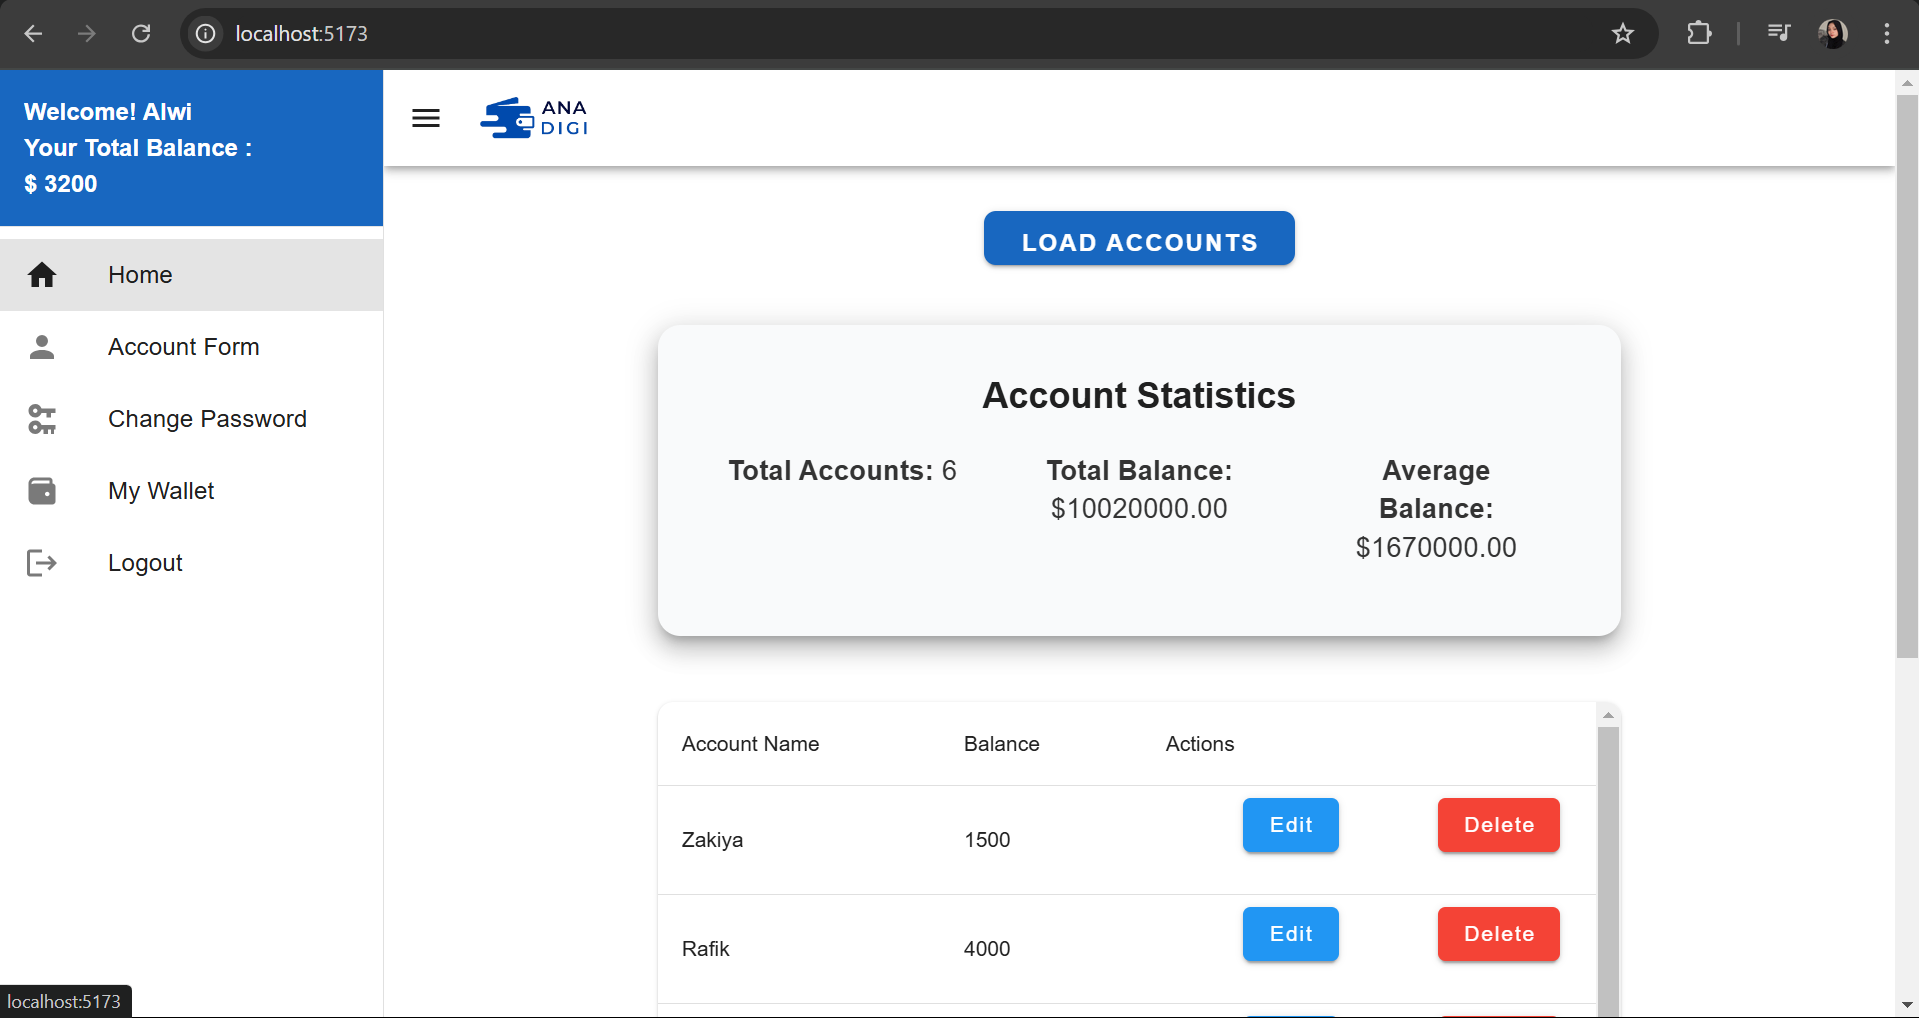 localhost:5173
Welcome! Alwi
Your Total Balance :
$ 3200
Home
Account Form
Change Password
My Wallet
Logout
ANA
DIGI
LOAD ACCOUNTS
Account Statistics
Total Accounts: 6
Total Balance:
$10020000.00
Average
Balance:
$1670000.00
Account Name Balance Actions
Zakiya 1500 Edit Delete
Rafik 4000 Edit Delete
localhost:5173